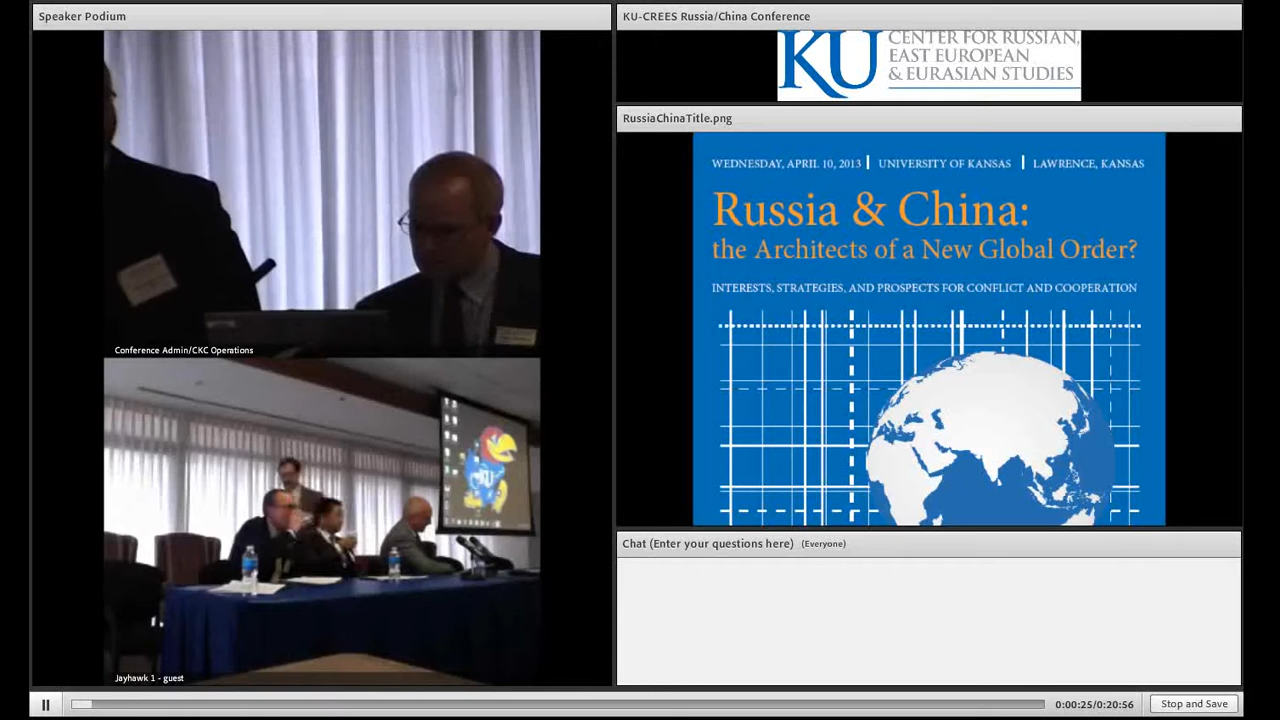 Speaker Podium
Conference Admin/CKC Operations
KU
Jayhawk 1 - guest
KU-CREES Russia/China Conference
KU
CENTER FOR RUSSIAN,
EAST EUROPEAN
& EURASIAN STUDIES
RussiaChinaTitle.png
WEDNESDAY, APRIL 10, 2013 | UNIVERSITY OF KANSAS | LAWRENCE, KANSAS
Russia & China:
the Architects of a New Global Order?
INTERESTS, STRATEGIES, AND PROSPECTS FOR CONFLICT AND COOPERATION
Chat (Enter your questions here) (Everyone)
0:00:25/0:20:56
Stop and Save